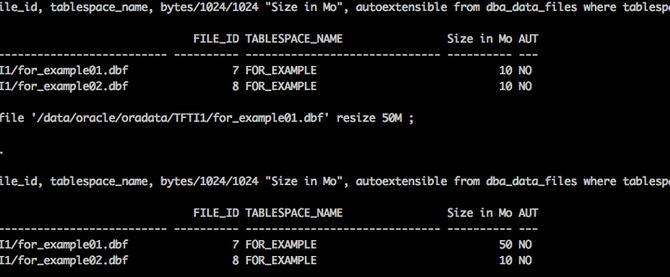 ile_id, tablespace_name, bytes/1024/1024 "Size in Mo", autoextensible from dba_data_files where tablesp
FILE_ID TABLESPACE_NAME Size in Mo AUT
------------------------- ---------- ------------------------------ ---------- ---
I1/for_example01.dbf 7 FOR_EXAMPLE 10 NO
I1/for_example02.dbf 8 FOR_EXAMPLE 10 NO
file '/data/oracle/oradata/TFTI1/for_example01.dbf' resize 50M ;
.
ile_id, tablespace_name, bytes/1024/1024 "Size in Mo", autoextensible from dba_data_files where tablesp
FILE_ID TABLESPACE_NAME Size in Mo AUT
------------------------- ---------- ------------------------------ ---------- ---
I1/for_example01.dbf 7 FOR_EXAMPLE 50 NO
I1/for_example02.dbf 8 FOR_EXAMPLE 10 NO